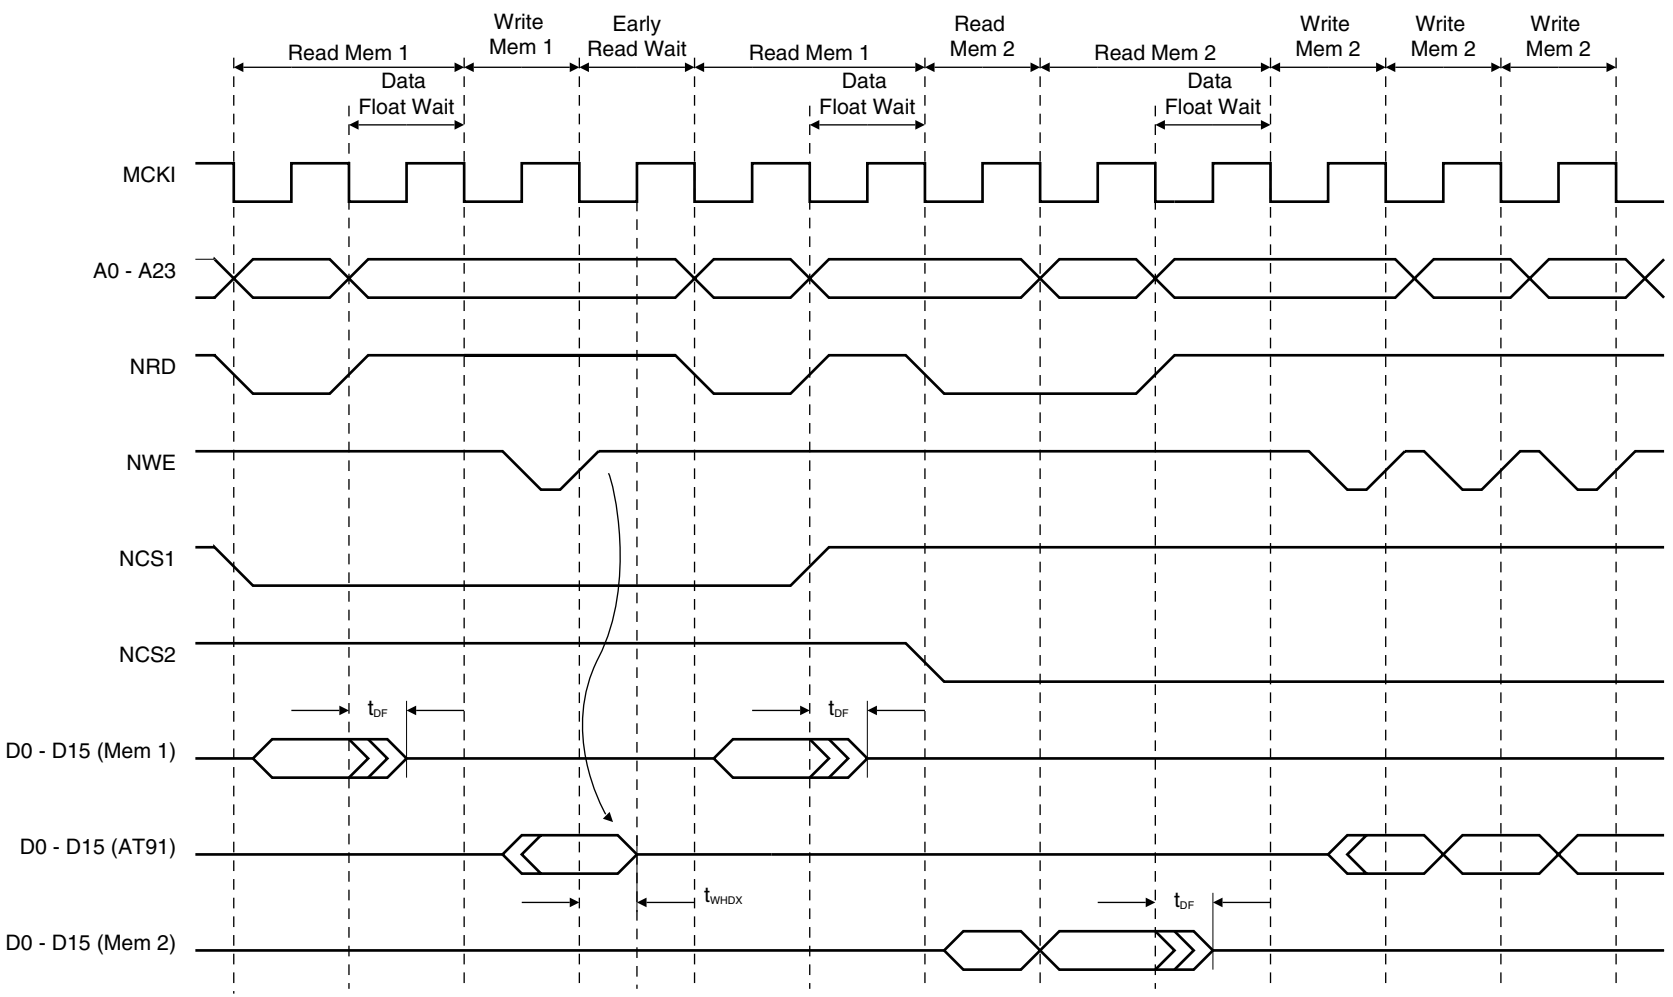 Write
Mem 1
Early
Read Wait
Read
Mem 2
Write
Mem 2
Write
Mem 2
Write
Mem 2
Read Mem 1
Read Mem 1
Read Mem 2
Data
Float Wait
Data
Float Wait
Data
Float Wait
MCKI
A0 - A23
NRD
NWE
NCS1
NCS2
tDF
tDF
D0 - D15 (Mem 1)
D0 - D15 (AT91)
tWHDX
tDF
D0 - D15 (Mem 2)